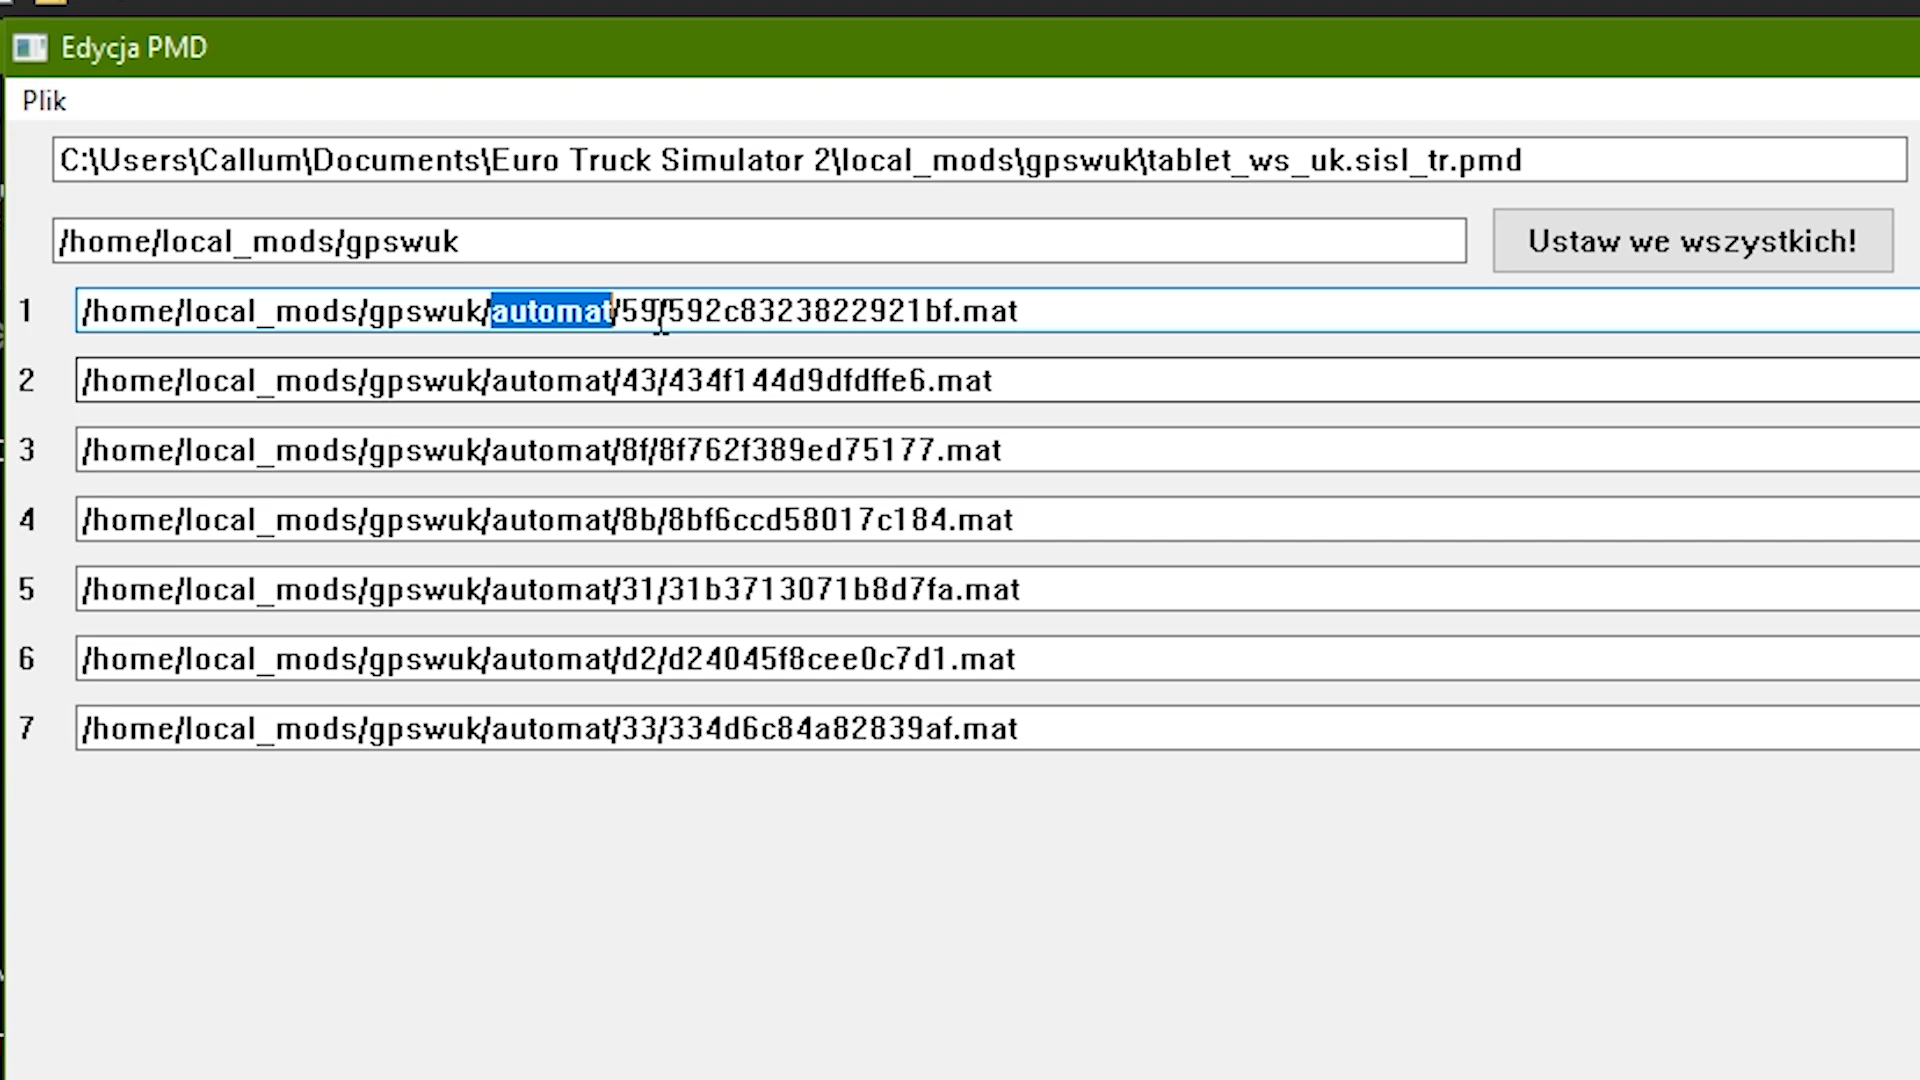 Edycja PMD
Plik
C:\Users\Callum\Documents\Euro Truck Simulator 2\local_mods\gpswuk\tablet_ws_uk.sisl_tr.pmd
/home/local_mods/gpswuk
Ustaw we wszystkich!
1 /home/local_mods/gpswuk/automat/59/592c8323822921bf.mat
2 /home/local_mods/gpswuk/automat/43/434f144d9dfdffe6.mat
3 /home/local_mods/gpswuk/automat/8f/8f762f389ed75177.mat
4 /home/local_mods/gpswuk/automat/8b/8bf6ccd58017c184.mat
5 /home/local_mods/gpswuk/automat/31/31b3713071b8d7fa.mat
6 /home/local_mods/gpswuk/automat/d2/d24045f8cee0c7d1.mat
7 /home/local_mods/gpswuk/automat/33/334d6c84a82839af.mat